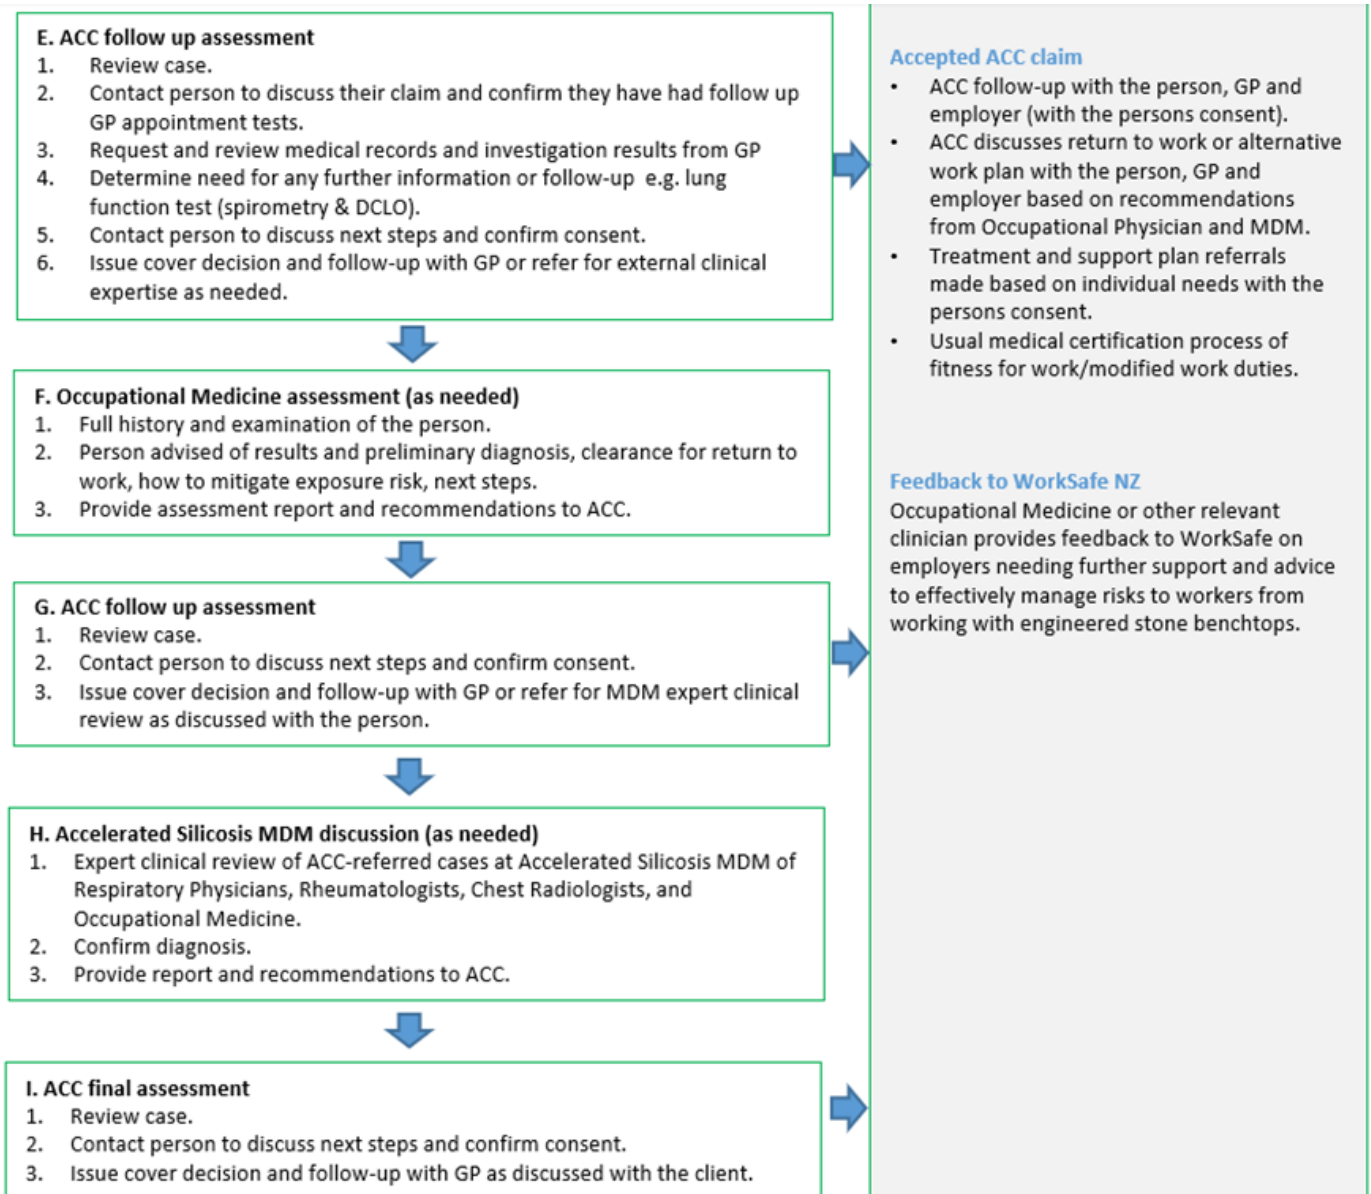 E. ACC follow up assessment
1. Review case.
2. Contact person to discuss their claim and confirm they have had follow up
GP appointment tests.
3. Request and review medical records and investigation results from GP
4. Determine need for any further information or follow-up e.g. lung
function test (spirometry & DCLO).
5. Contact person to discuss next steps and confirm consent.
6. Issue cover decision and follow-up with GP or refer for external clinical
expertise as needed.
F. Occupational Medicine assessment (as needed)
1. Full history and examination of the person.
2. Person advised of results and preliminary diagnosis, clearance for return to
work, how to mitigate exposure risk, next steps.
3. Provide assessment report and recommendations to ACC.
G. ACC follow up assessment
1. Review case.
2. Contact person to discuss next steps and confirm consent.
3. Issue cover decision and follow-up with GP or refer for MDM expert clinical
review as discussed with the person.
H. Accelerated Silicosis MDM discussion (as needed)
1. Expert clinical review of ACC-referred cases at Accelerated Silicosis MDM of
Respiratory Physicians, Rheumatologists, Chest Radiologists, and
Occupational Medicine.
2. Confirm diagnosis.
3. Provide report and recommendations to ACC.
I. ACC final assessment
1. Review case.
2. Contact person to discuss next steps and confirm consent.
3. Issue cover decision and follow-up with GP as discussed with the client.
Accepted ACC claim
• ACC follow-up with the person, GP and
employer (with the persons consent).
• ACC discusses return to work or alternative
work plan with the person, GP and
employer based on recommendations
from Occupational Physician and MDM.
• Treatment and support plan referrals
made based on individual needs with the
persons consent.
• Usual medical certification process of
fitness for work/modified work duties.
Feedback to WorkSafe NZ
Occupational Medicine or other relevant
clinician provides feedback to WorkSafe on
employers needing further support and advice
to effectively manage risks to workers from
working with engineered stone benchtops.